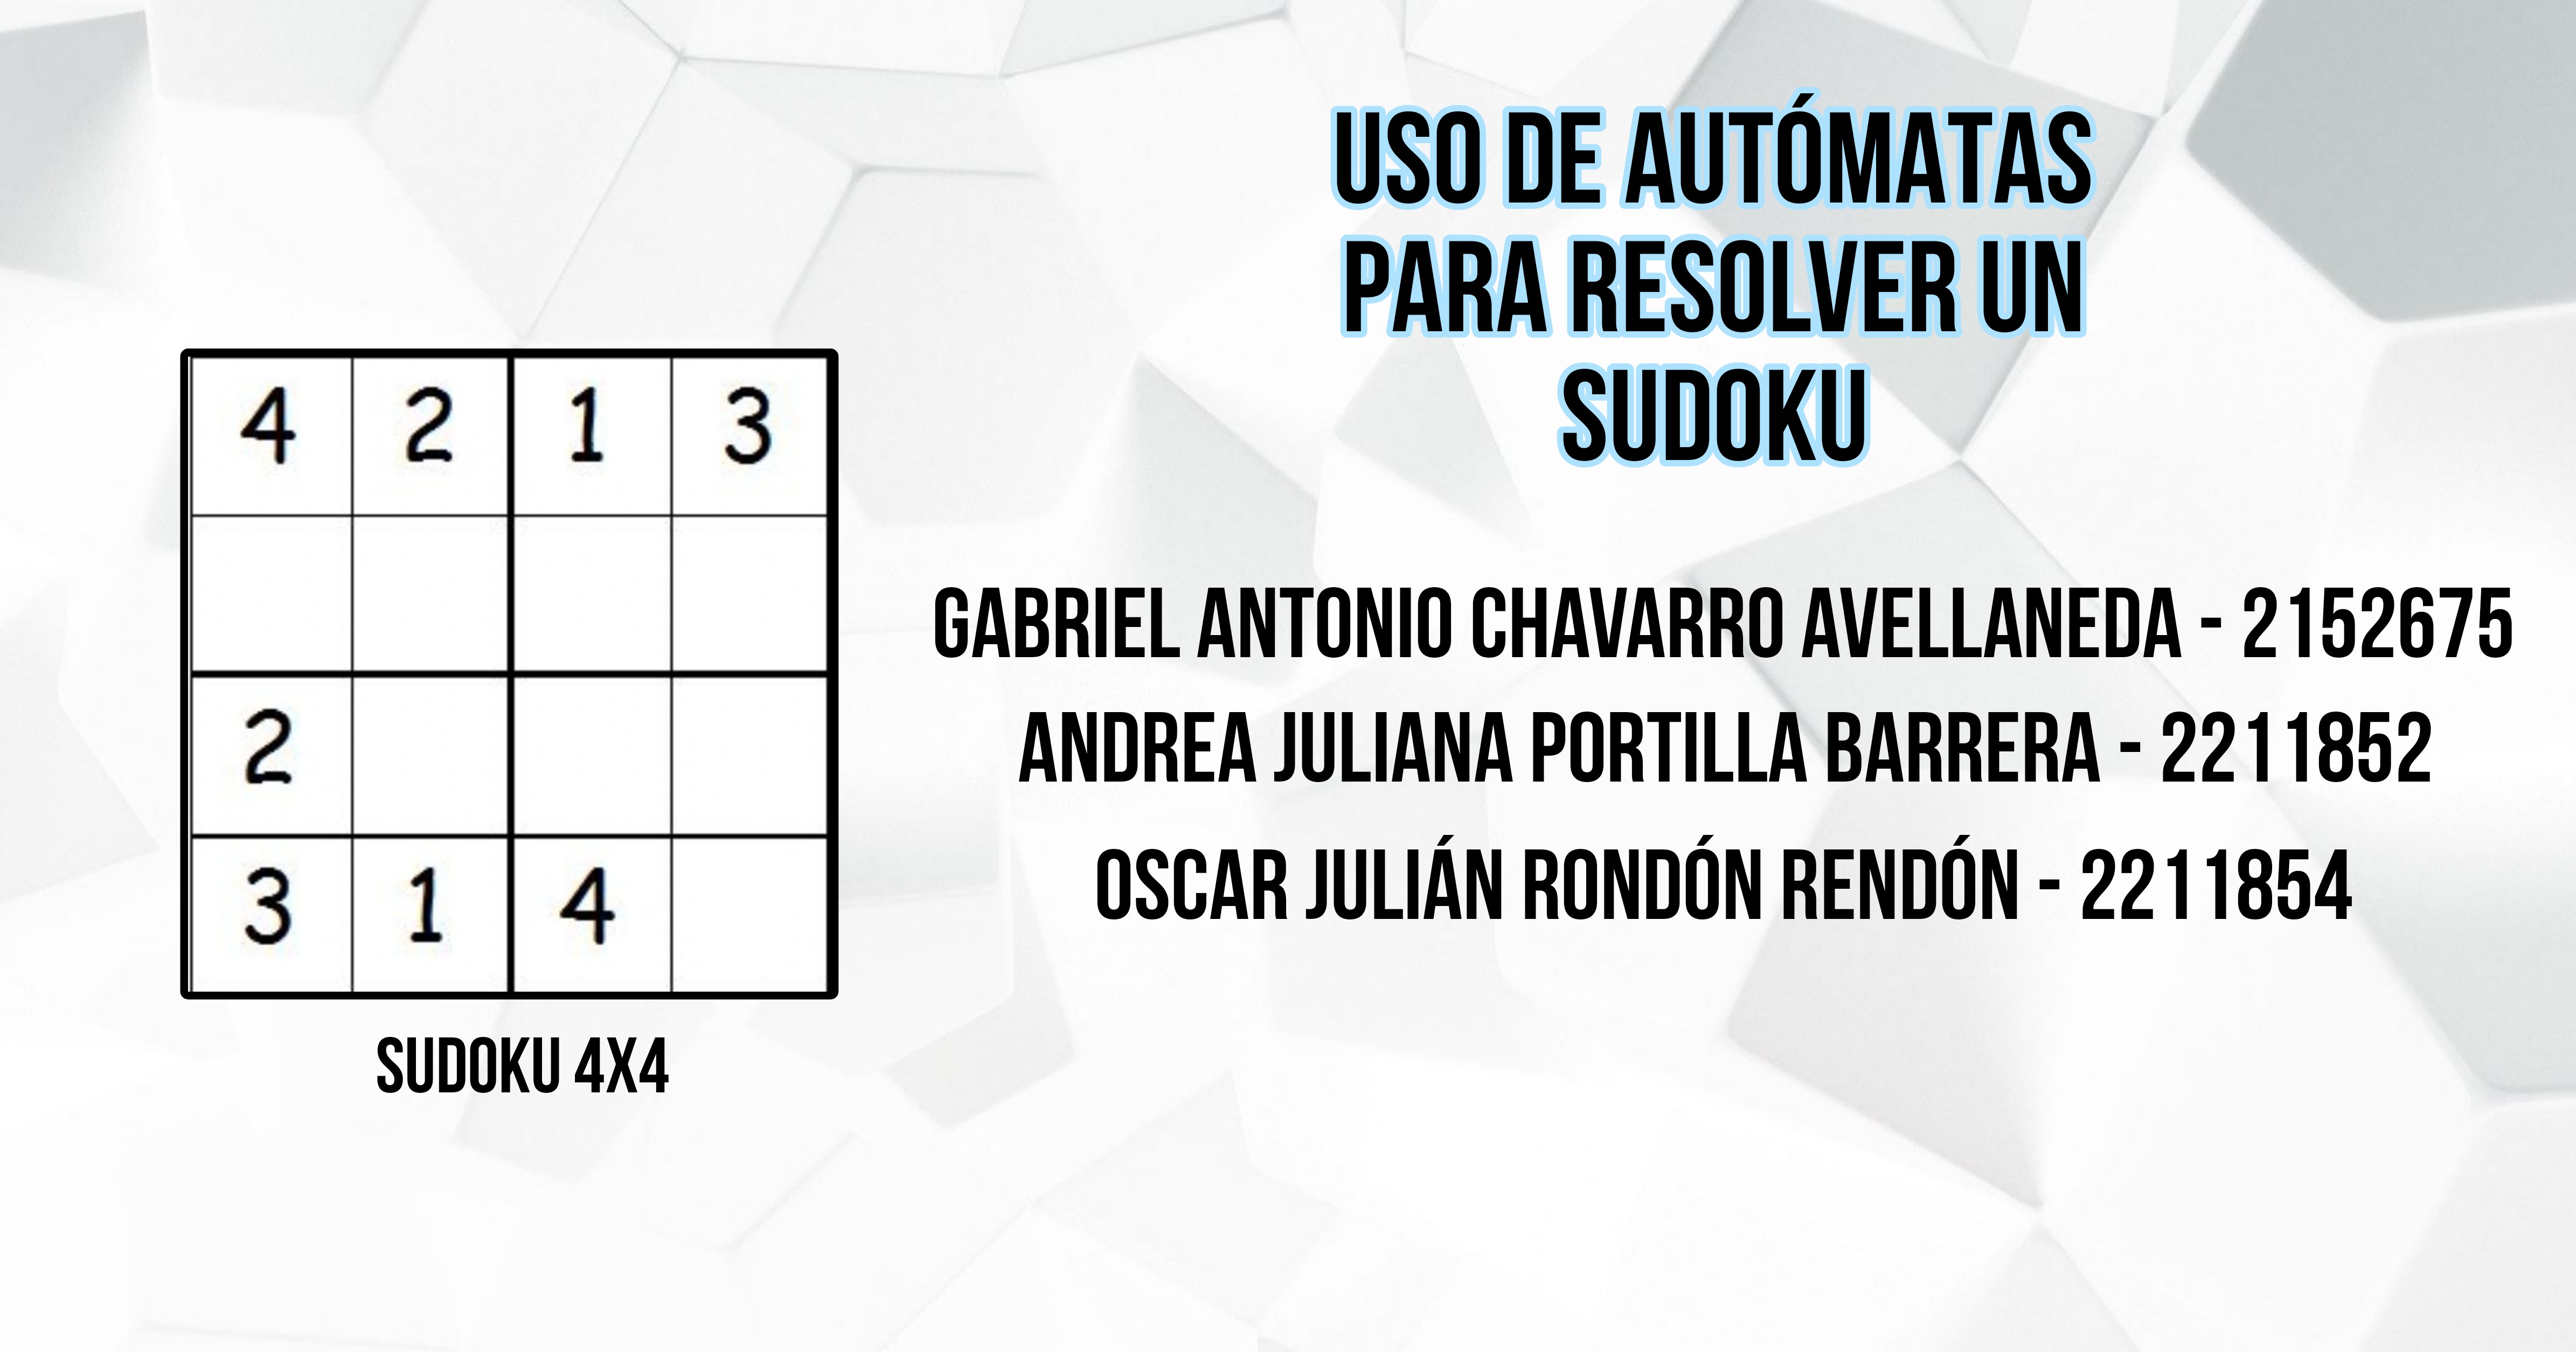 USO DE AUTÓMATAS
PARA RESOLVER UN
SUDOKU
4 2 1 3
2
3 1 4
SUDOKU 4X4
GABRIEL ANTONIO CHAVARRO AVELLANEDA - 2152675
ANDREA JULIANA PORTILLA BARRERA - 2211852
OSCAR JULIÁN RONDÓN RENDÓN - 2211854